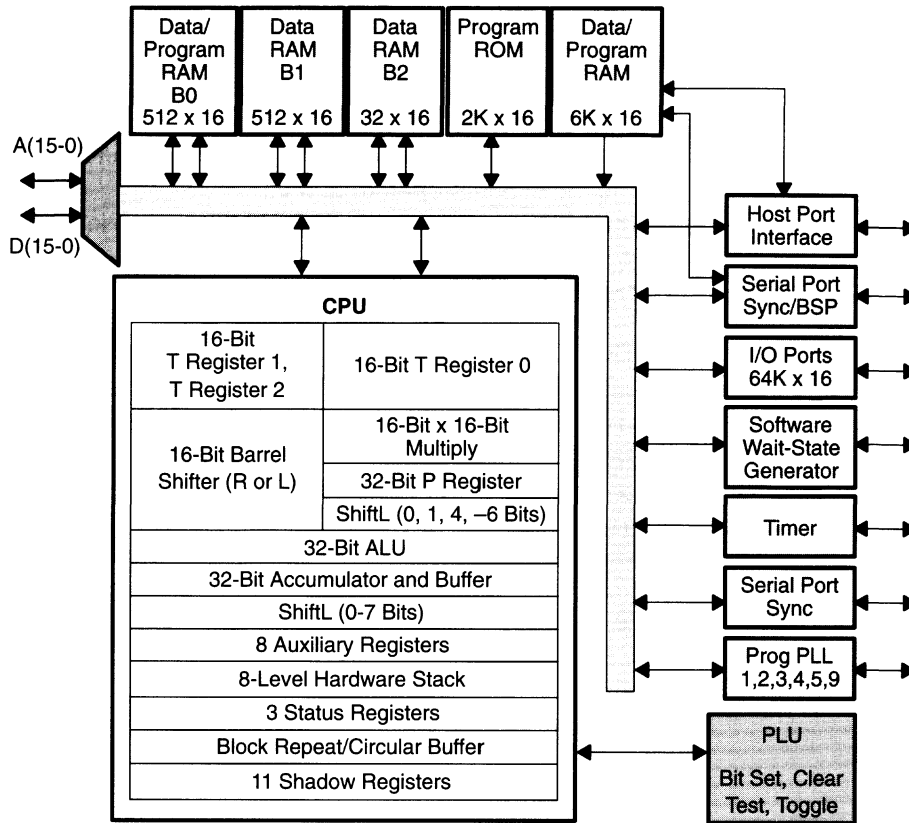 Data/
Program
RAM
B0
512 x 16
Data
RAM
B1
512 x 16
Data
RAM
B2
32 x 16
Program
ROM
2K x 16
Data/
Program
RAM
6K x 16
A(15-0)
D(15-0)
CPU
16-Bit
T Register 1,
T Register 2
16-Bit T Register 0
16-Bit Barrel
Shifter (R or L)
16-Bit x 16-Bit
Multiply
32-Bit P Register
ShiftL (0, 1, 4, –6 Bits)
32-Bit ALU
32-Bit Accumulator and Buffer
ShiftL (0-7 Bits)
8 Auxiliary Registers
8-Level Hardware Stack
3 Status Registers
Block Repeat/Circular Buffer
11 Shadow Registers
Host Port
Interface
Serial Port
Sync/BSP
I/O Ports
64K x 16
Software
Wait-State
Generator
Timer
Serial Port
Sync
Prog PLL
1,2,3,4,5,9
PLU
Bit Set, Clear
Test, Toggle